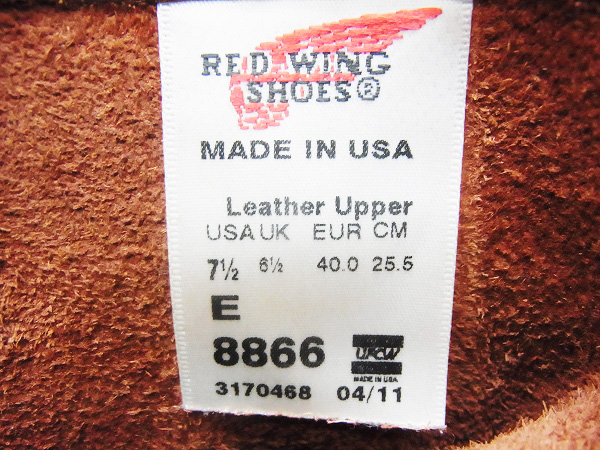 RED WING
SHOES®
MADE IN USA
Leather Upper
USA UK EUR CM
7½ 6½ 40.0 25.5
E
8866 UFCW
MADE IN USA
3170468 04/11